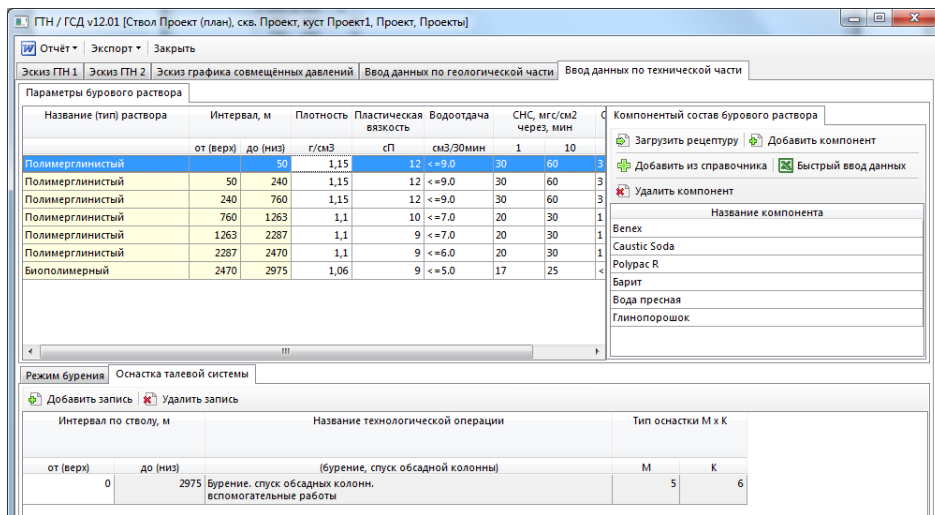 ГТН / ГСД v12.01 [Ствол Проект (план), скв. Проект, куст Проект1, Проект, Проекты]
Отчёт Экспорт Закрыть
Эскиз ГТН 1 Эскиз ГТН 2 Эскиз графика совмещённых давлений Ввод данных по геологической части Ввод данных по технической части
Параметры бурового раствора
Название (тип) раствора Интервал, м Плотность Пластическая вязкость Водоотдача СНС, мгс/см2 через, мин С
от (верх) до (низ) г/см3 сП см3/30мин 1 10
Полимерглинистый 50 1,15 12 <=9.0 30 60 3
Полимерглинистый 50 240 1,15 12 <=9.0 30 60 3
Полимерглинистый 240 760 1,15 12 <=9.0 30 60 3
Полимерглинистый 760 1263 1,1 10 <=7.0 20 30 1
Полимерглинистый 1263 2287 1,1 9 <=7.0 20 30 1
Полимерглинистый 2287 2470 1,1 9 <=6.0 20 30 1
Биополимерный 2470 2975 1,06 9 <=5.0 17 25 <
Компонентый состав бурового раствора
Загрузить рецептуру Добавить компонент
Добавить из справочника Быстрый ввод данных
Удалить компонент
Название компонента
Benex
Caustic Soda
Polypac R
Барит
Вода пресная
Глинопорошок
Режим бурения Оснастка талевой системы
Добавить запись Удалить запись
Интервал по стволу, м Название технологической операции Тип оснастки М x К
от (верх) до (низ) (бурение, спуск обсадной колонны) М К
0 2975 Бурение. спуск обсадных колонн. 5 6
вспомогательные работы